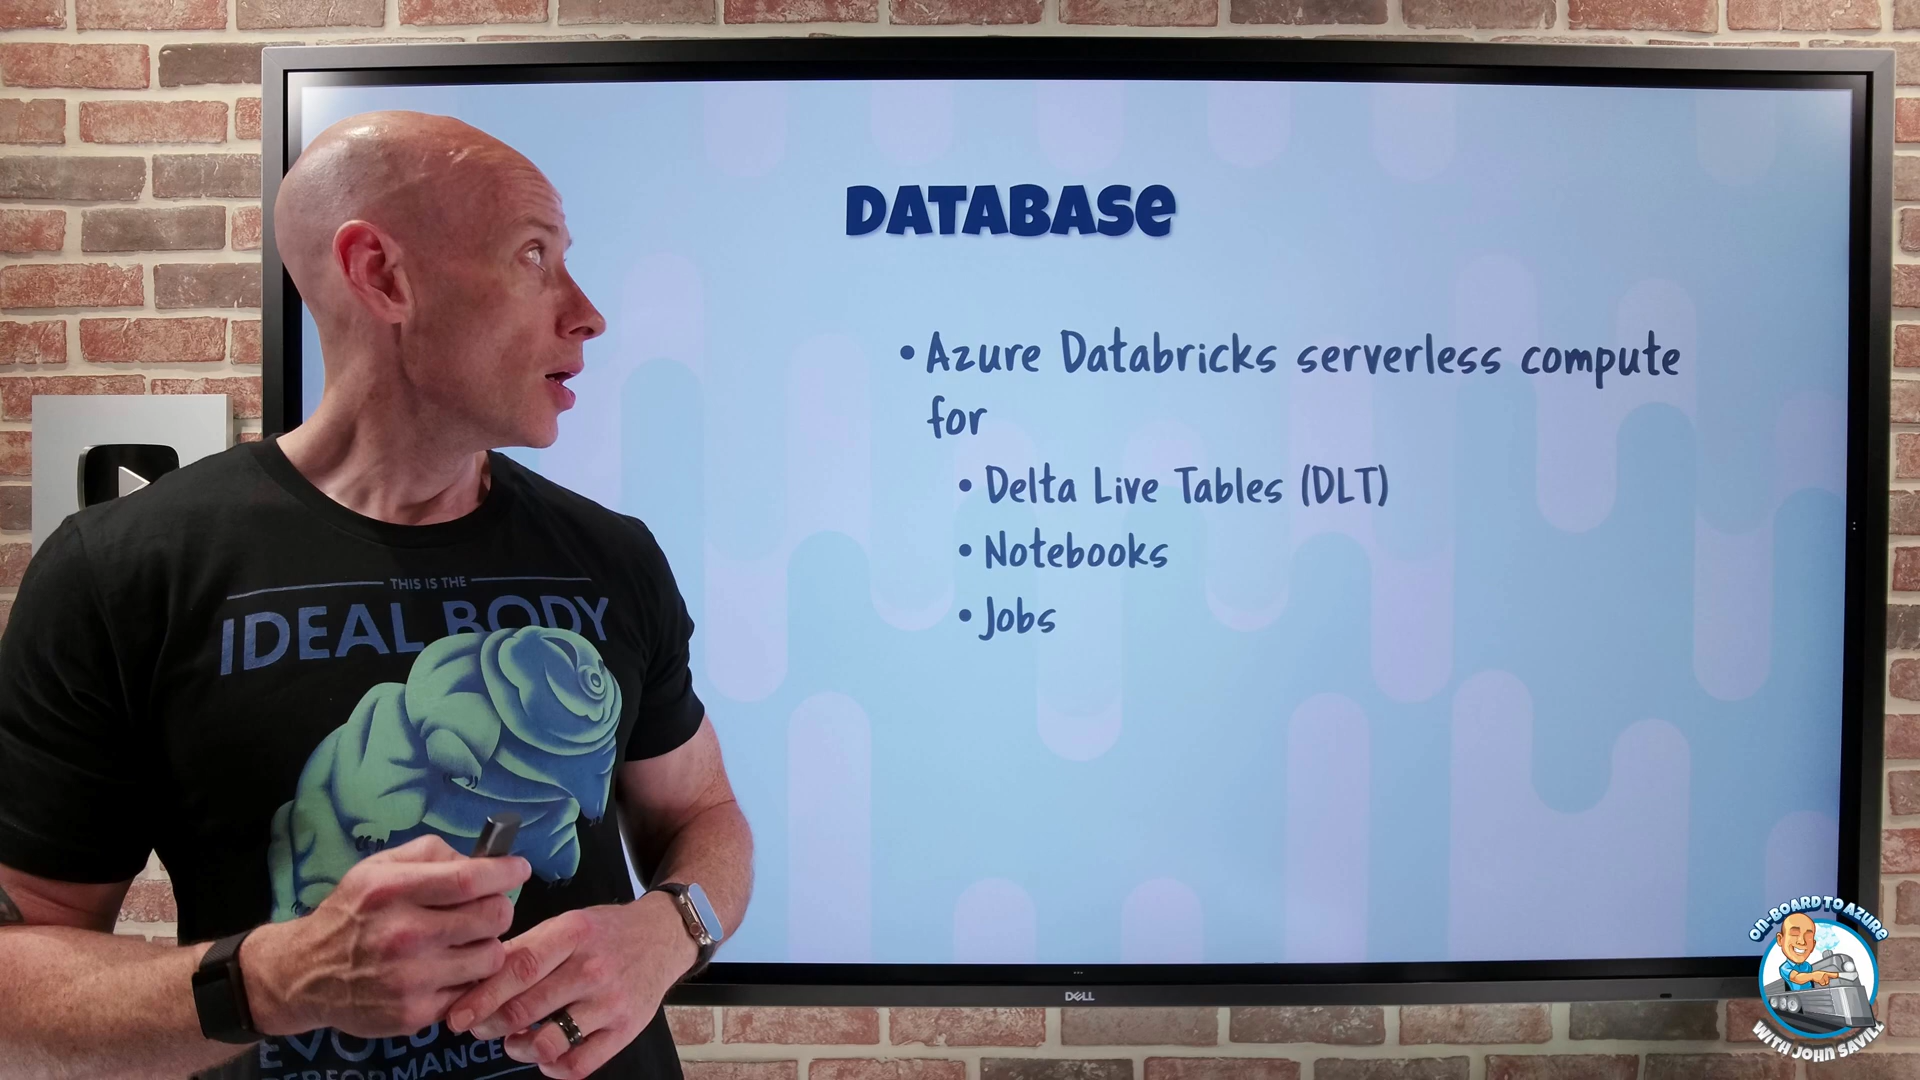 DATABASE
• Azure Databricks serverless compute
for
• Delta Live Tables (DLT)
• Notebooks
• Jobs
THIS IS THE
IDEAL BODY
PERFORMANCE
DELL
ON-BOARD TO AZURE
WITH JOHN SAVILL